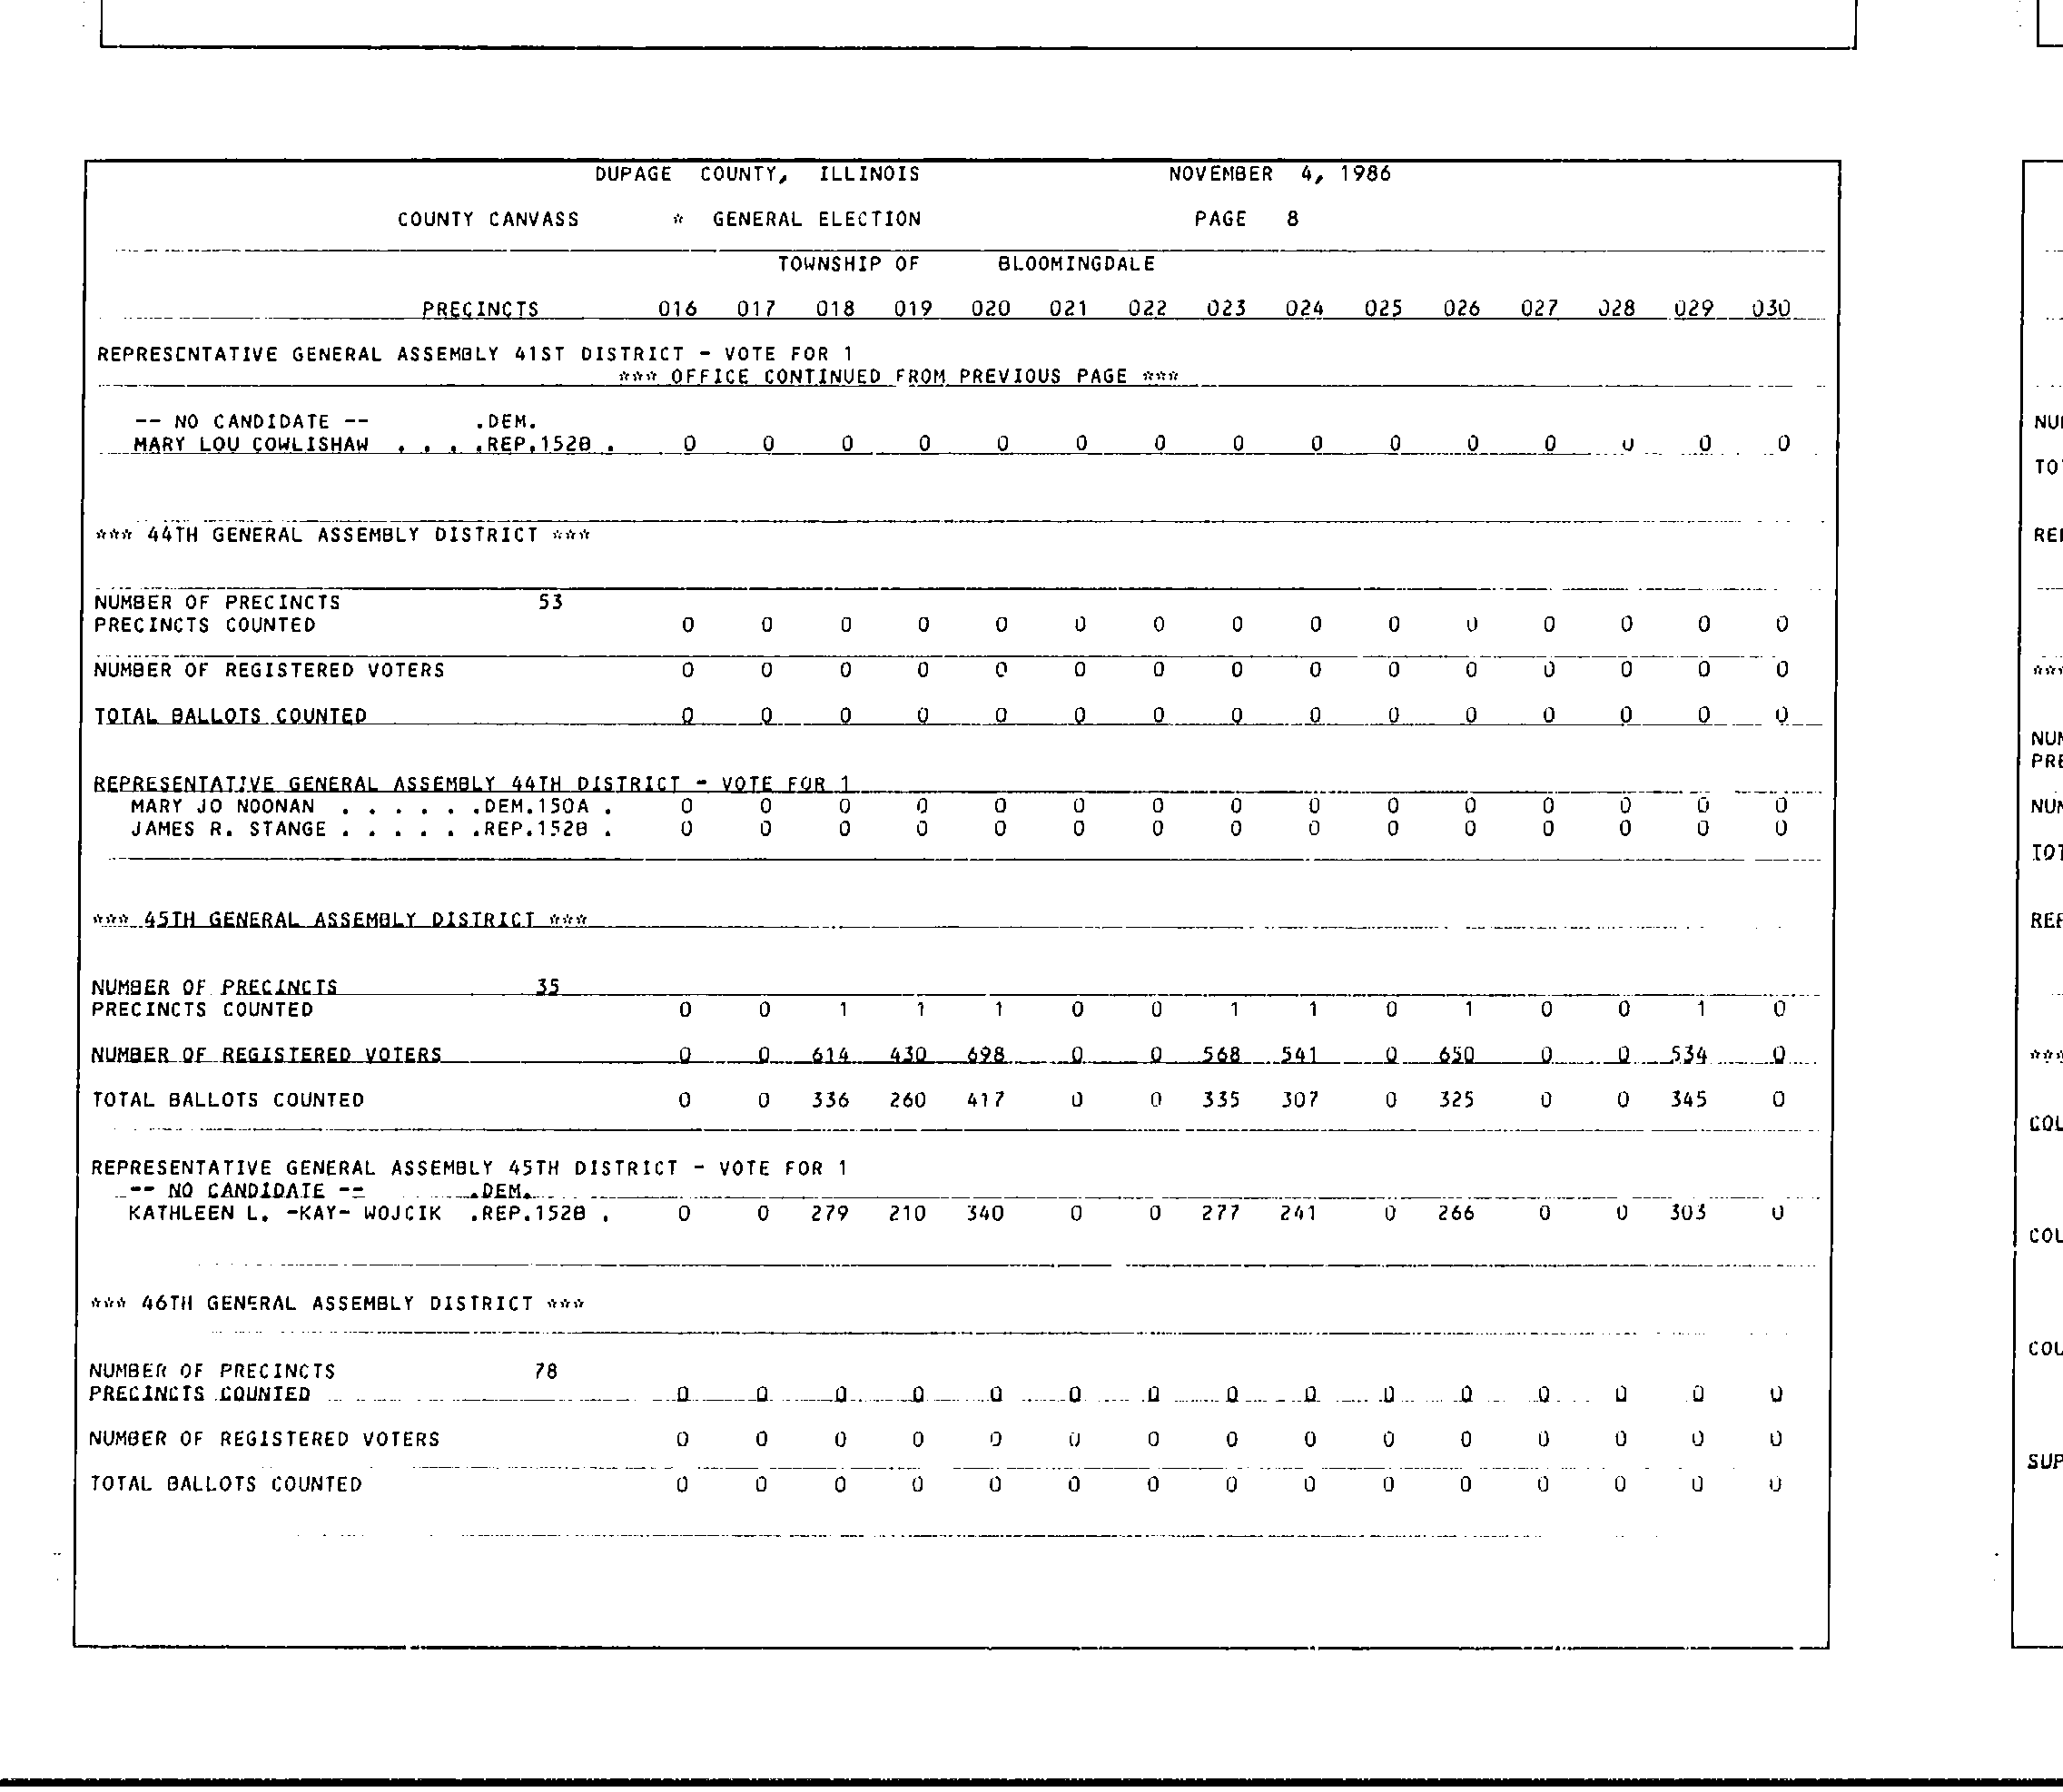 DUPAGE COUNTY, ILLINOIS NOVEMBER 4, 1986
COUNTY CANVASS * GENERAL ELECTION PAGE 8
TOWNSHIP OF BLOOMINGDALE
PRECINCTS 016 017 018 019 020 021 022 023 024 025 026 027 028 029 030
REPRESENTATIVE GENERAL ASSEMBLY 41ST DISTRICT - VOTE FOR 1
*** OFFICE CONTINUED FROM PREVIOUS PAGE ***
-- NO CANDIDATE -- .DEM.
MARY LOU COWLISHAW . . . .REP.152B . 0 0 0 0 0 0 0 0 0 0 0 0 0 0 0
*** 44TH GENERAL ASSEMBLY DISTRICT ***
NUMBER OF PRECINCTS 53
PRECINCTS COUNTED 0 0 0 0 0 0 0 0 0 0 0 0 0 0 0
NUMBER OF REGISTERED VOTERS 0 0 0 0 0 0 0 0 0 0 0 0 0 0 0
TOTAL BALLOTS COUNTED 0 0 0 0 0 0 0 0 0 0 0 0 0 0 0
REPRESENTATIVE GENERAL ASSEMBLY 44TH DISTRICT - VOTE FOR 1
MARY JO NOONAN . . . . . .DEM.150A . 0 0 0 0 0 0 0 0 0 0 0 0 0 0 0
JAMES R. STANGE . . . . . .REP.152B . 0 0 0 0 0 0 0 0 0 0 0 0 0 0 0
*** 45TH GENERAL ASSEMBLY DISTRICT ***
NUMBER OF PRECINCTS 35
PRECINCTS COUNTED 0 0 1 1 1 0 0 1 1 0 1 0 0 1 0
NUMBER OF REGISTERED VOTERS 0 0 614 430 698 0 0 568 541 0 650 0 0 534 0
TOTAL BALLOTS COUNTED 0 0 336 260 417 0 0 335 307 0 325 0 0 345 0
REPRESENTATIVE GENERAL ASSEMBLY 45TH DISTRICT - VOTE FOR 1
-- NO CANDIDATE -- .DEM.
KATHLEEN L. -KAY- WOJCIK .REP.152B . 0 0 279 210 340 0 0 277 241 0 266 0 0 303 0
*** 46TH GENERAL ASSEMBLY DISTRICT ***
NUMBER OF PRECINCTS 78
PRECINCTS COUNTED 0 0 0 0 0 0 0 0 0 0 0 0 0 0 0
NUMBER OF REGISTERED VOTERS 0 0 0 0 0 0 0 0 0 0 0 0 0 0 0
TOTAL BALLOTS COUNTED 0 0 0 0 0 0 0 0 0 0 0 0 0 0 0